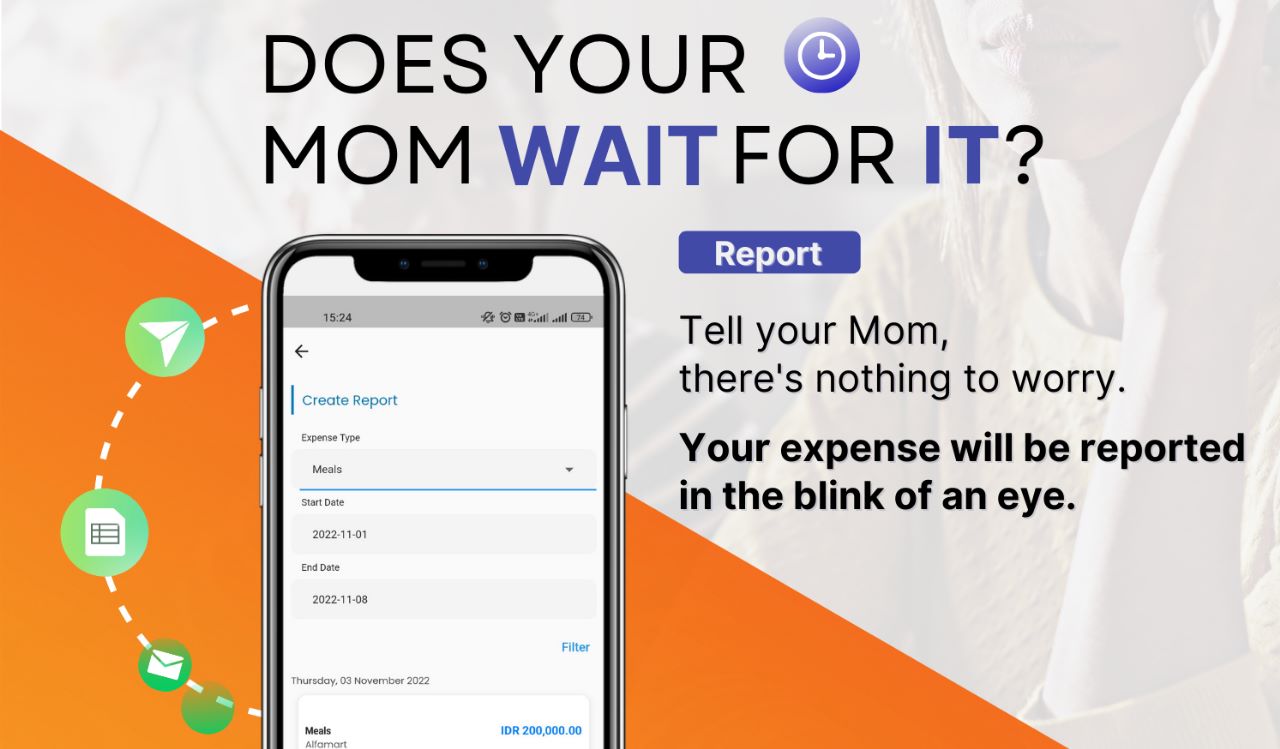 DOES YOUR
MOM WAIT FOR IT?
Report
Tell your Mom,
there's nothing to worry.
Your expense will be reported
in the blink of an eye.
15:24
4G+
74
Create Report
Expense Type
Meals
Start Date
2022-11-01
End Date
2022-11-08
Filter
Thursday, 03 November 2022
Meals IDR 200,000.00
Alfamart